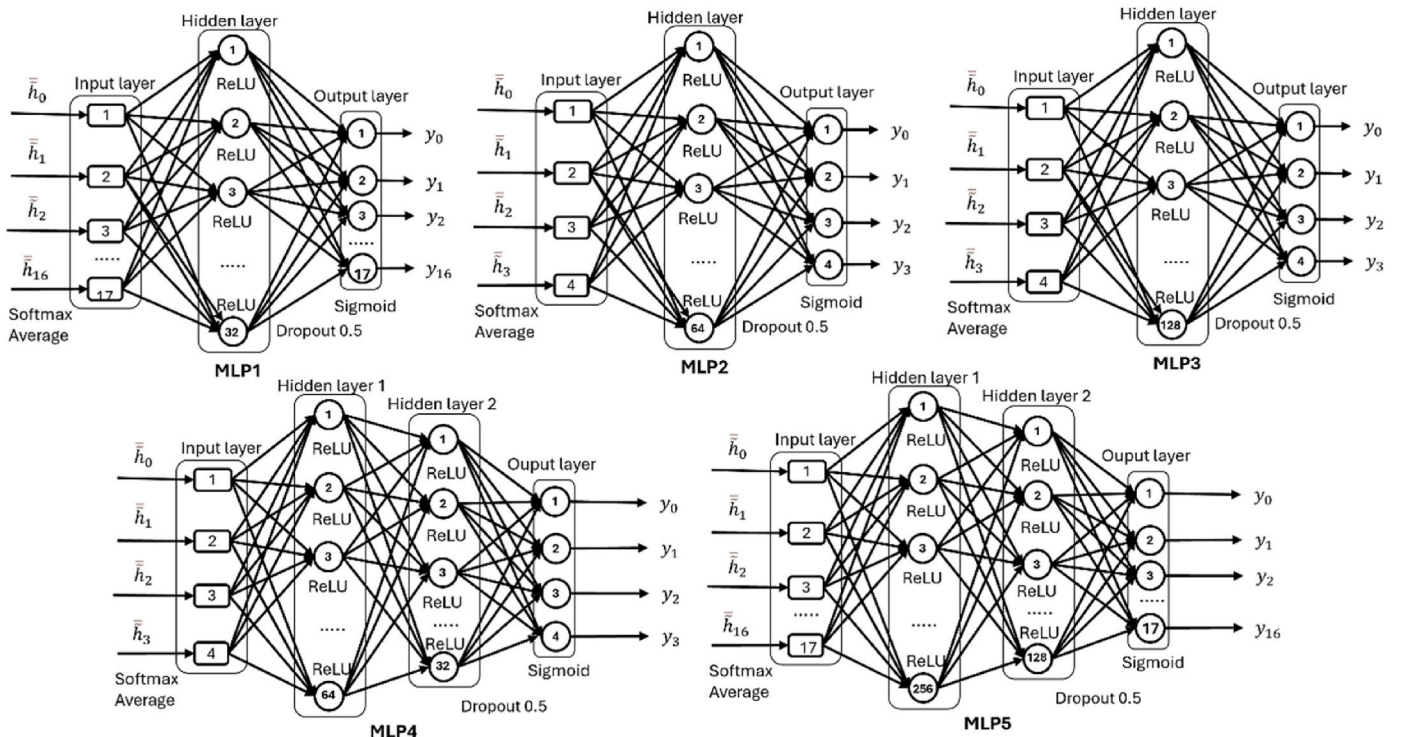 Hidden layer
1
ReLU
Input layer
h̿₀
1
2
ReLU
Output layer
1
y₀
h̿₁
2
3
ReLU
2
y₁
h̿₂
3
3
y₂
.....
.....
.....
h̿₁₆
17
17
y₁₆
ReLU
Sigmoid
Softmax
Average
32
Dropout 0.5
MLP1
Hidden layer
1
ReLU
Input layer
h̿₀
1
2
ReLU
Output layer
1
y₀
h̿₁
2
3
ReLU
2
y₁
h̿₂
3
3
y₂
.....
h̿₃
4
4
y₃
ReLU
Sigmoid
Softmax
Average
64
Dropout 0.5
MLP2
Hidden layer
1
ReLU
Input layer
h̿₀
1
2
ReLU
Output layer
1
y₀
h̿₁
2
3
ReLU
2
y₁
h̿₂
3
3
y₂
.....
h̿₃
4
4
y₃
ReLU
Sigmoid
Softmax
Average
128
Dropout 0.5
MLP3
Hidden layer 1
1
ReLU
Hidden layer 2
1
ReLU
Input layer
h̿₀
1
2
ReLU
2
ReLU
Ouput layer
1
y₀
h̿₁
2
3
ReLU
3
ReLU
2
y₁
h̿₂
3
3
y₂
.....
.....
h̿₃
4
4
y₃
ReLU
ReLU
32
Sigmoid
Softmax
Average
64
Dropout 0.5
MLP4
Hidden layer 1
1
ReLU
Hidden layer 2
1
ReLU
Input layer
h̿₀
1
2
ReLU
2
ReLU
Ouput layer
1
y₀
h̿₁
2
3
ReLU
3
ReLU
2
y₁
h̿₂
3
3
y₂
.....
.....
.....
.....
h̿₁₆
17
17
y₁₆
ReLU
ReLU
128
Sigmoid
Softmax
Average
256
Dropout 0.5
MLP5